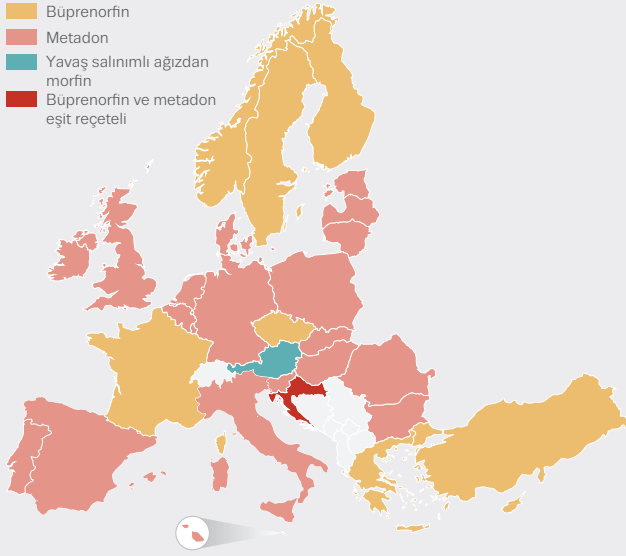 Büprenorfin
Metadon
Yavaş salınımlı ağızdan
morfin
Büprenorfin ve metadon
eşit reçeteli